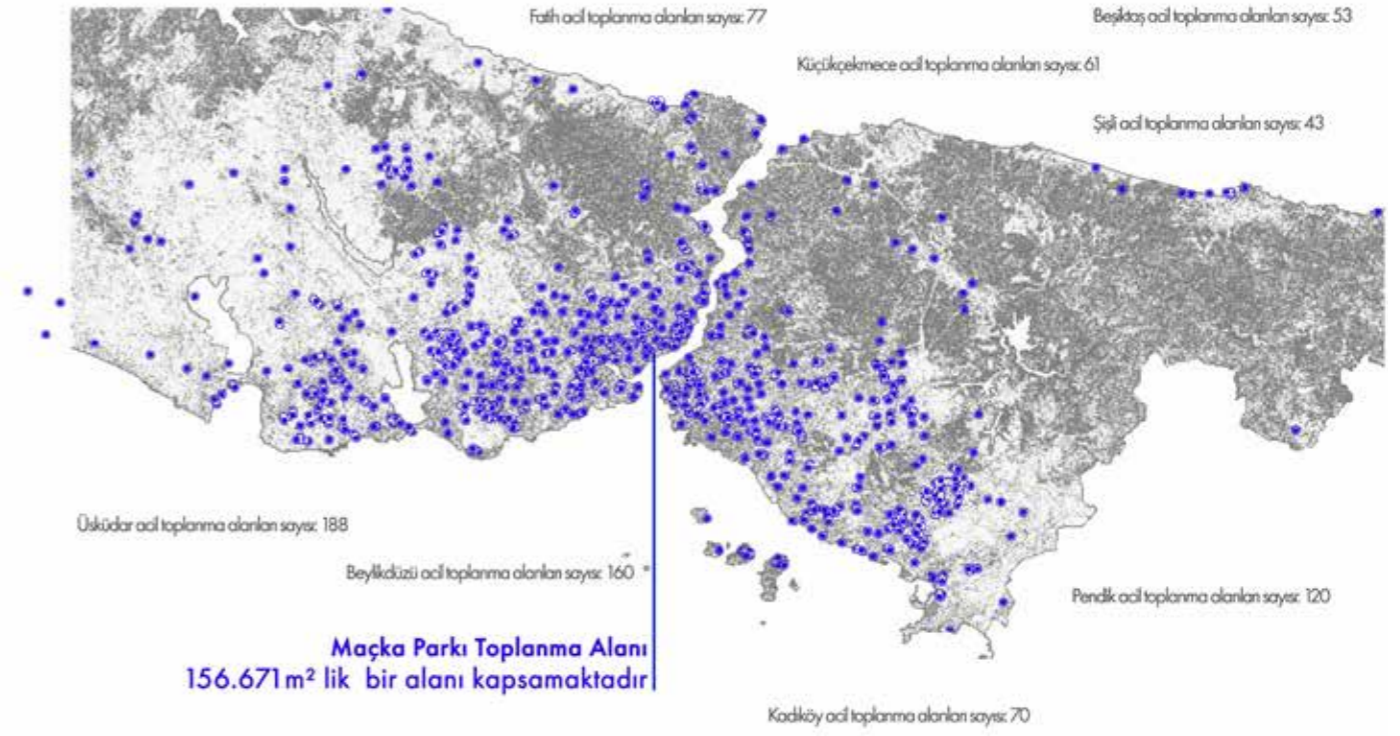 Fatih acil toplanma alanları sayısı: 77
Beşiktaş acil toplanma alanları sayısı: 53
Küçükçekmece acil toplanma alanları sayısı: 61
Şişli acil toplanma alanları sayısı: 43
Üsküdar acil toplanma alanları sayısı: 188
Beylikdüzü acil toplanma alanları sayısı: 160
Pendik acil toplanma alanları sayısı: 120
Maçka Parkı Toplanma Alanı
156.671m² lik bir alanı kapsamaktadır
Kadıköy acil toplanma alanları sayısı: 70